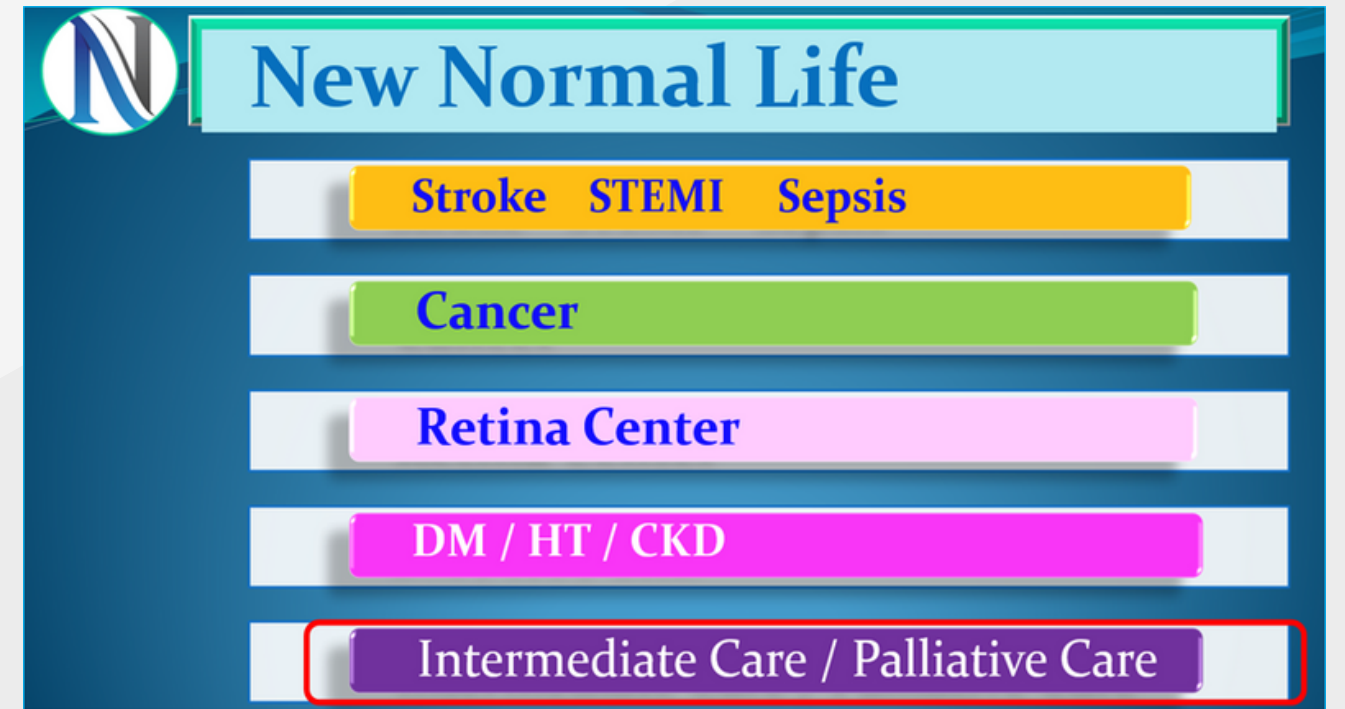 N
New Normal Life
Stroke STEMI Sepsis
Cancer
Retina Center
DM / HT / CKD
Intermediate Care / Palliative Care